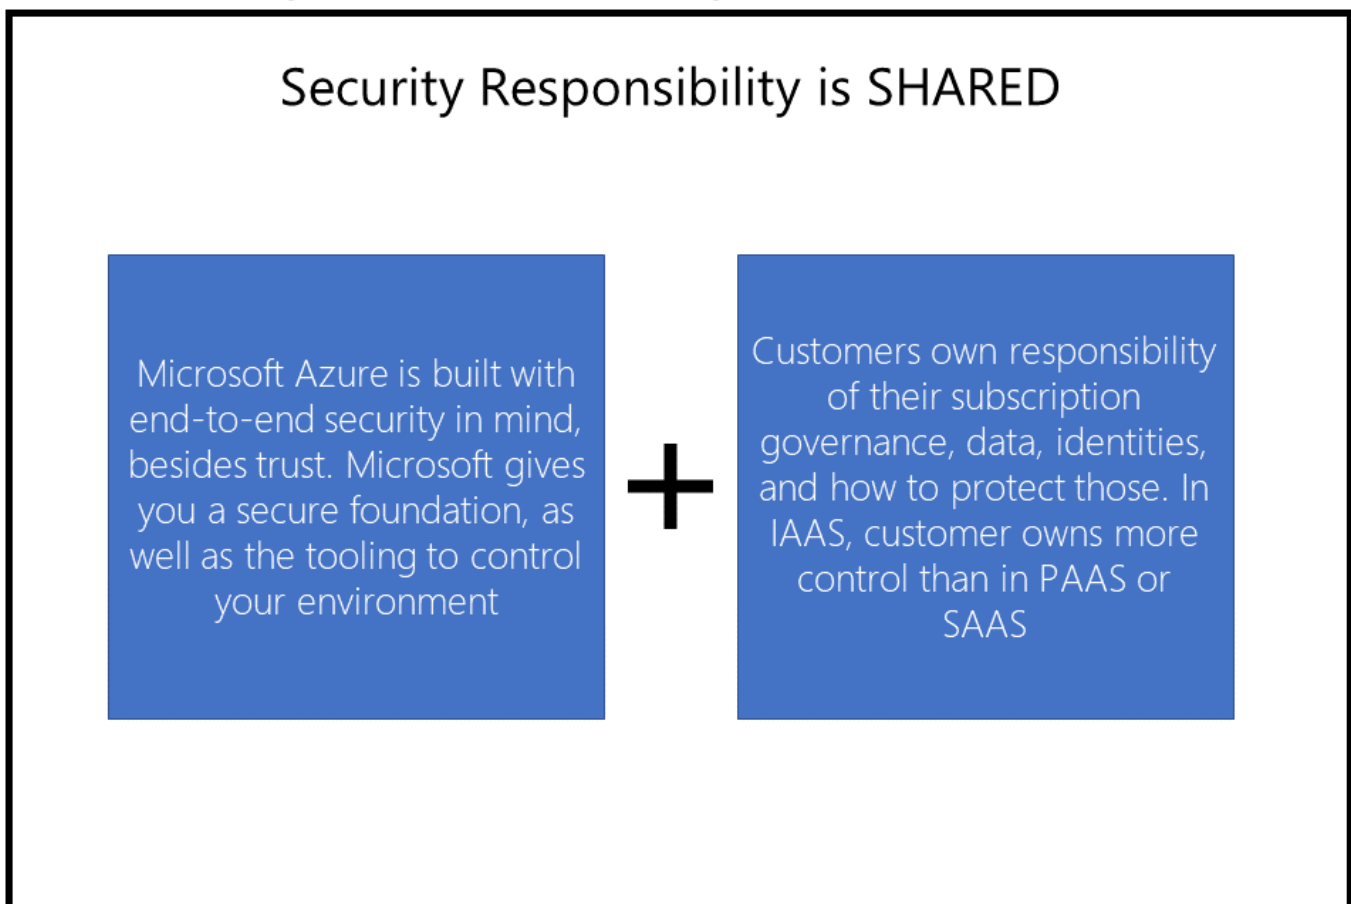 Security Responsibility is SHARED
Microsoft Azure is built with
end-to-end security in mind,
besides trust. Microsoft gives
you a secure foundation, as
well as the tooling to control
your environment
+
Customers own responsibility
of their subscription
governance, data, identities,
and how to protect those. In
IAAS, customer owns more
control than in PAAS or
SAAS